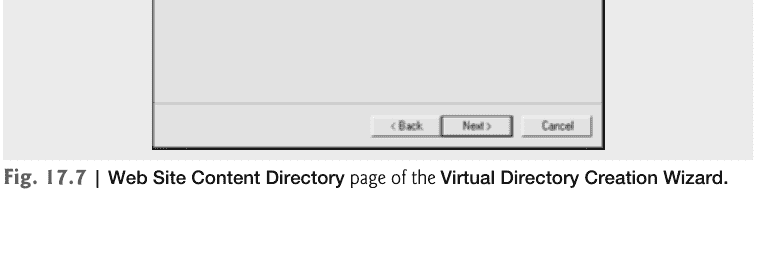 < Back Next > Cancel
Fig. 17.7 | Web Site Content Directory page of the Virtual Directory Creation Wizard.